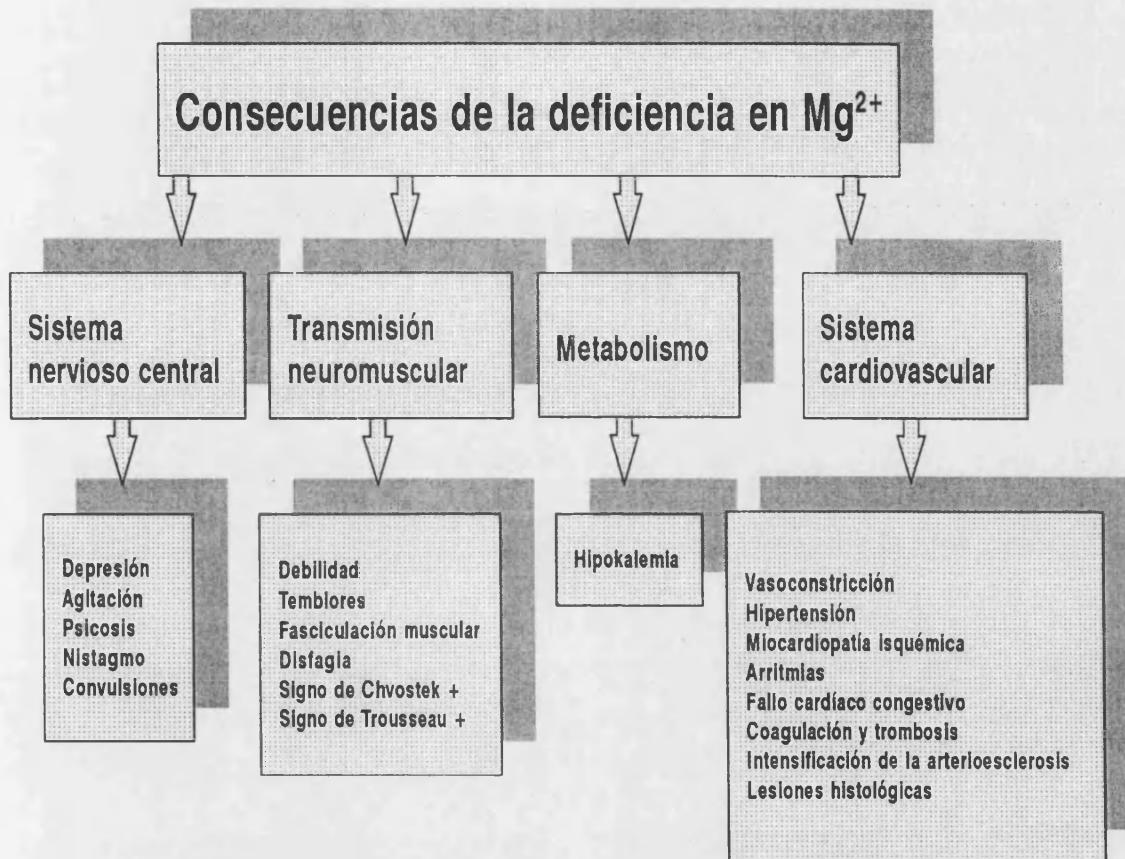 Consecuencias de la deficiencia en Mg²⁺
Sistema
nervioso central
Transmisión
neuromuscular
Metabolismo
Sistema
cardiovascular
Depresión
Agitación
Psicosis
Nistagmo
Convulsiones
Debilidad
Temblores
Fasciculación muscular
Disfagia
Signo de Chvostek +
Signo de Trousseau +
Hipokalemia
Vasoconstricción
Hipertensión
Miocardiopatía isquémica
Arritmias
Fallo cardíaco congestivo
Coagulación y trombosis
Intensificación de la arterioesclerosis
Lesiones histológicas